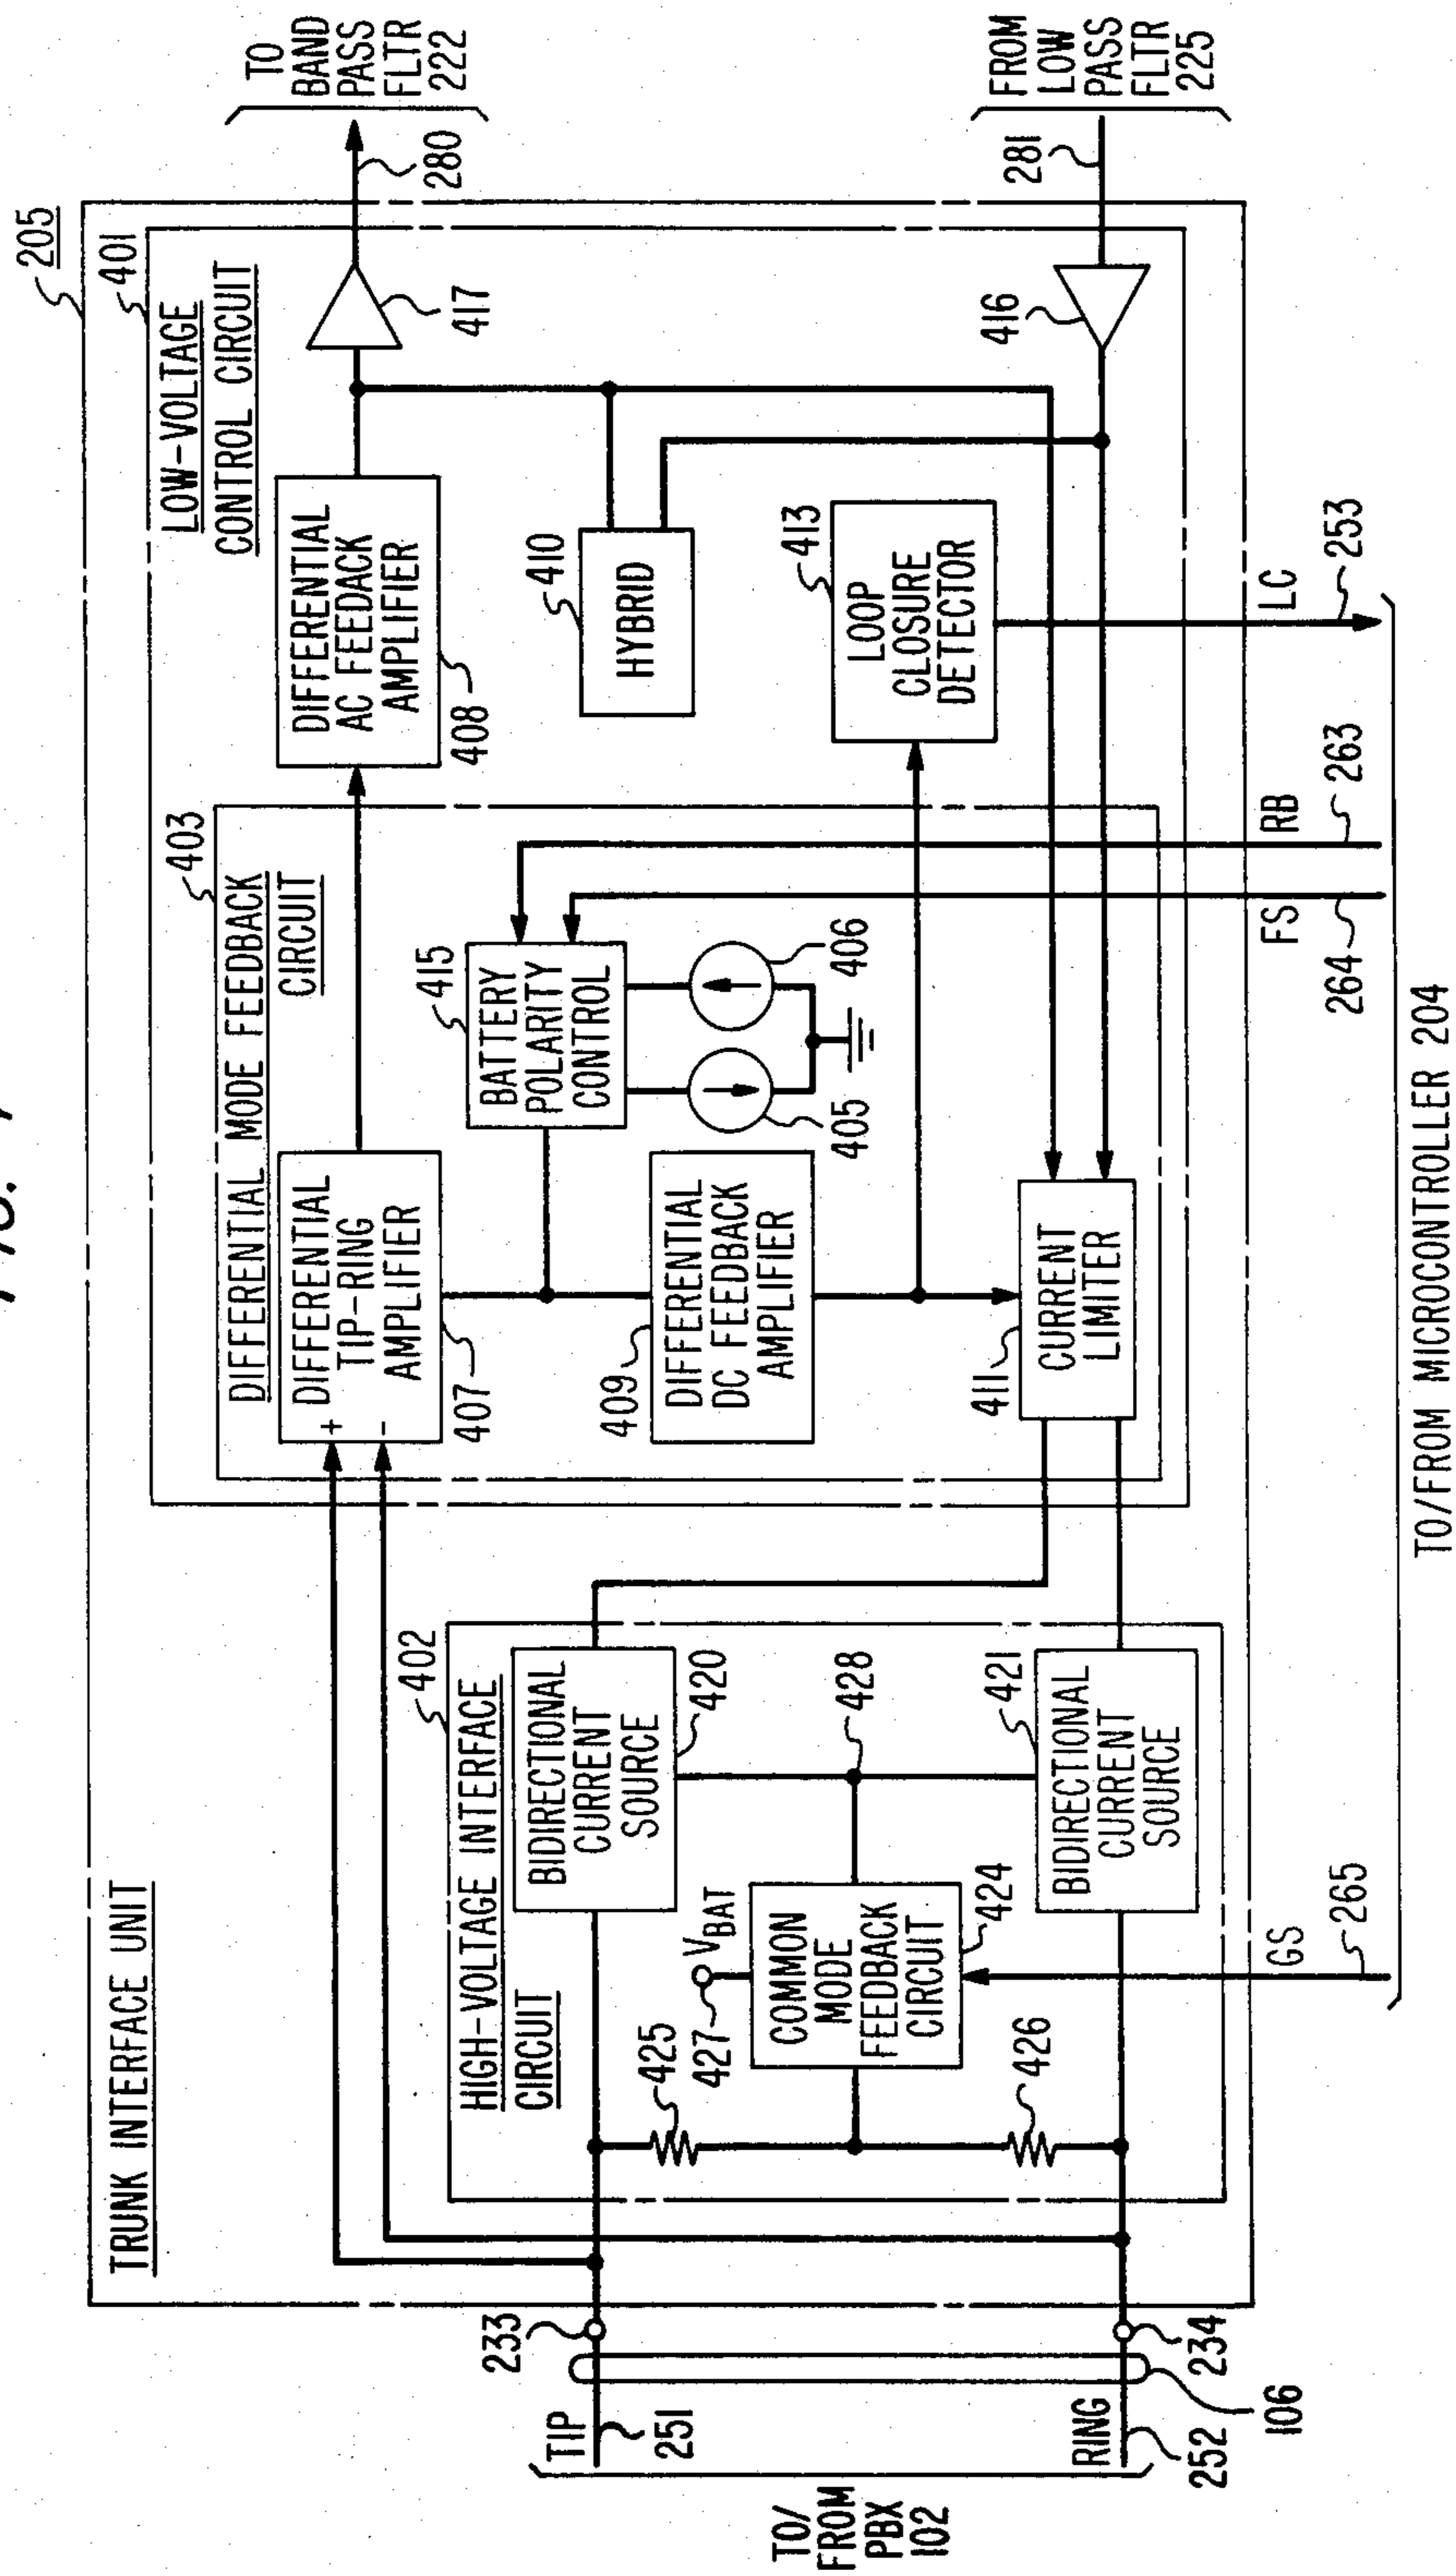 TRUNK INTERFACE UNIT
205
401
LOW-VOLTAGE
CONTROL CIRCUIT
403
DIFFERENTIAL MODE FEEDBACK
CIRCUIT
+
-
DIFFERENTIAL
TIP-RING
AMPLIFIER
407
DIFFERENTIAL
AC FEEDACK
AMPLIFIER
408
417
280
TO
BAND
PASS
FLTR
222
402
HIGH-VOLTAGE INTERFACE
CIRCUIT
415
BATTERY
POLARITY
CONTROL
405
406
410
HYBRID
409
DIFFERENTIAL
DC FEEDBACK
AMPLIFIER
413
LOOP
CLOSURE
DETECTOR
TO/
FROM
PBX
102
TIP
251
233
425
BIDIRECTIONAL
CURRENT
SOURCE
420
427
VBAT
COMMON
MODE
FEEDBACK
CIRCUIT
424
428
426
421
BIDIRECTIONAL
CURRENT
SOURCE
411
CURRENT
LIMITER
416
281
FROM
LOW
PASS
FLTR
225
RING
252
234
106
GS
265
FS
264
RB
263
LC
253
TO/FROM MICROCONTROLLER 204